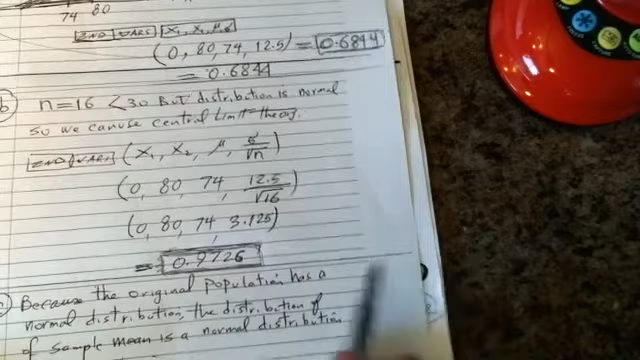 74 80
2ND VARS X₁, X₂, μ, σ
(0, 80, 74, 12.5) = 0.6844
= 0.6844
b n=16 < 30 But distribution is normal
so we can use central Limit theory.
2ND VARS (X₁, X₂, μ, σ/√n)
(0, 80, 74, 12.5/√16)
(0, 80, 74, 3.125)
= 0.9726
Because the original Population has a
normal distribution, the distribution of
of sample mean is a normal distribution